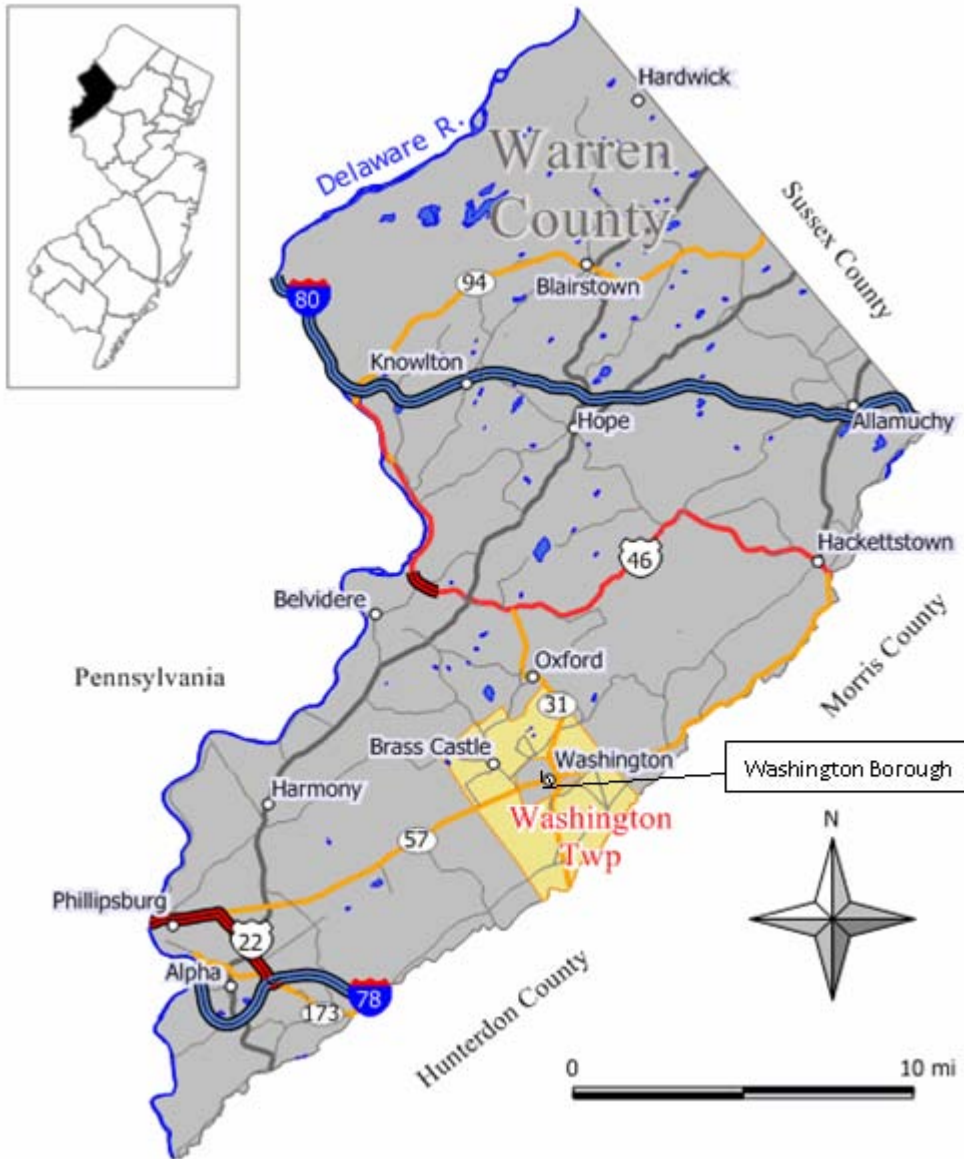 Hardwick
Delaware R.
Warren
County
Sussex County
Blairstown
94
80
Knowlton
Hope
Allamuchy
Hackettstown
46
Belvidere
Morris County
Pennsylvania
Oxford
31
Brass Castle
Washington
Washington Borough
Harmony
Washington
Twp
57
N
Phillipsburg
22
Alpha
78
173
Hunterdon County
0 10 mi